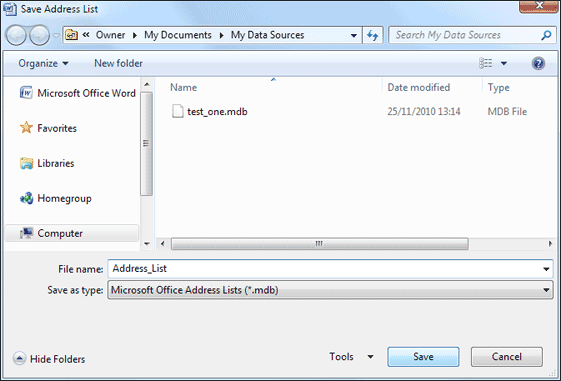 Save Address List
« Owner ▸ My Documents ▸ My Data Sources
Search My Data Sources
Organize
New folder
Microsoft Office Word
Favorites
Libraries
Homegroup
Computer
Name Date modified Type
test_one.mdb 25/11/2010 13:14 MDB File
File name: Address_List
Save as type: Microsoft Office Address Lists (*.mdb)
Hide Folders
Tools
Save
Cancel